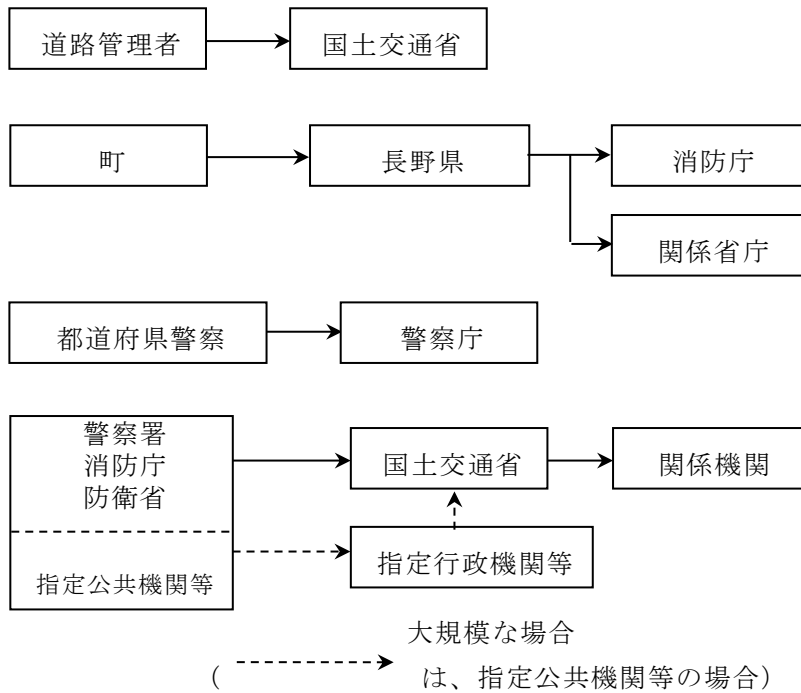 道路管理者
国土交通省
町
長野県
消防庁
関係省庁
都道府県警察
警察庁
警察署
消防庁
防衛省
国土交通省
関係機関
指定公共機関等
指定行政機関等
大規模な場合
( は、指定公共機関等の場合)